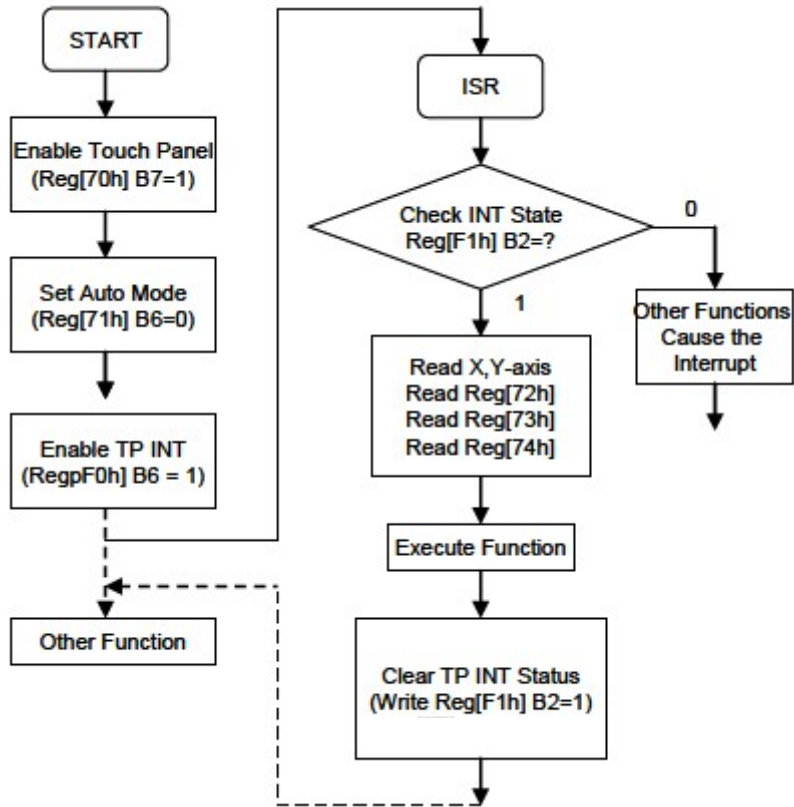 START
Enable Touch Panel
(Reg[70h] B7=1)
Set Auto Mode
(Reg[71h] B6=0)
Enable TP INT
(RegpF0h] B6 = 1)
Other Function
ISR
Check INT State
Reg[F1h] B2=?
0
1
Other Functions
Cause the
Interrupt
Read X,Y-axis
Read Reg[72h]
Read Reg[73h]
Read Reg[74h]
Execute Function
Clear TP INT Status
(Write Reg[F1h] B2=1)